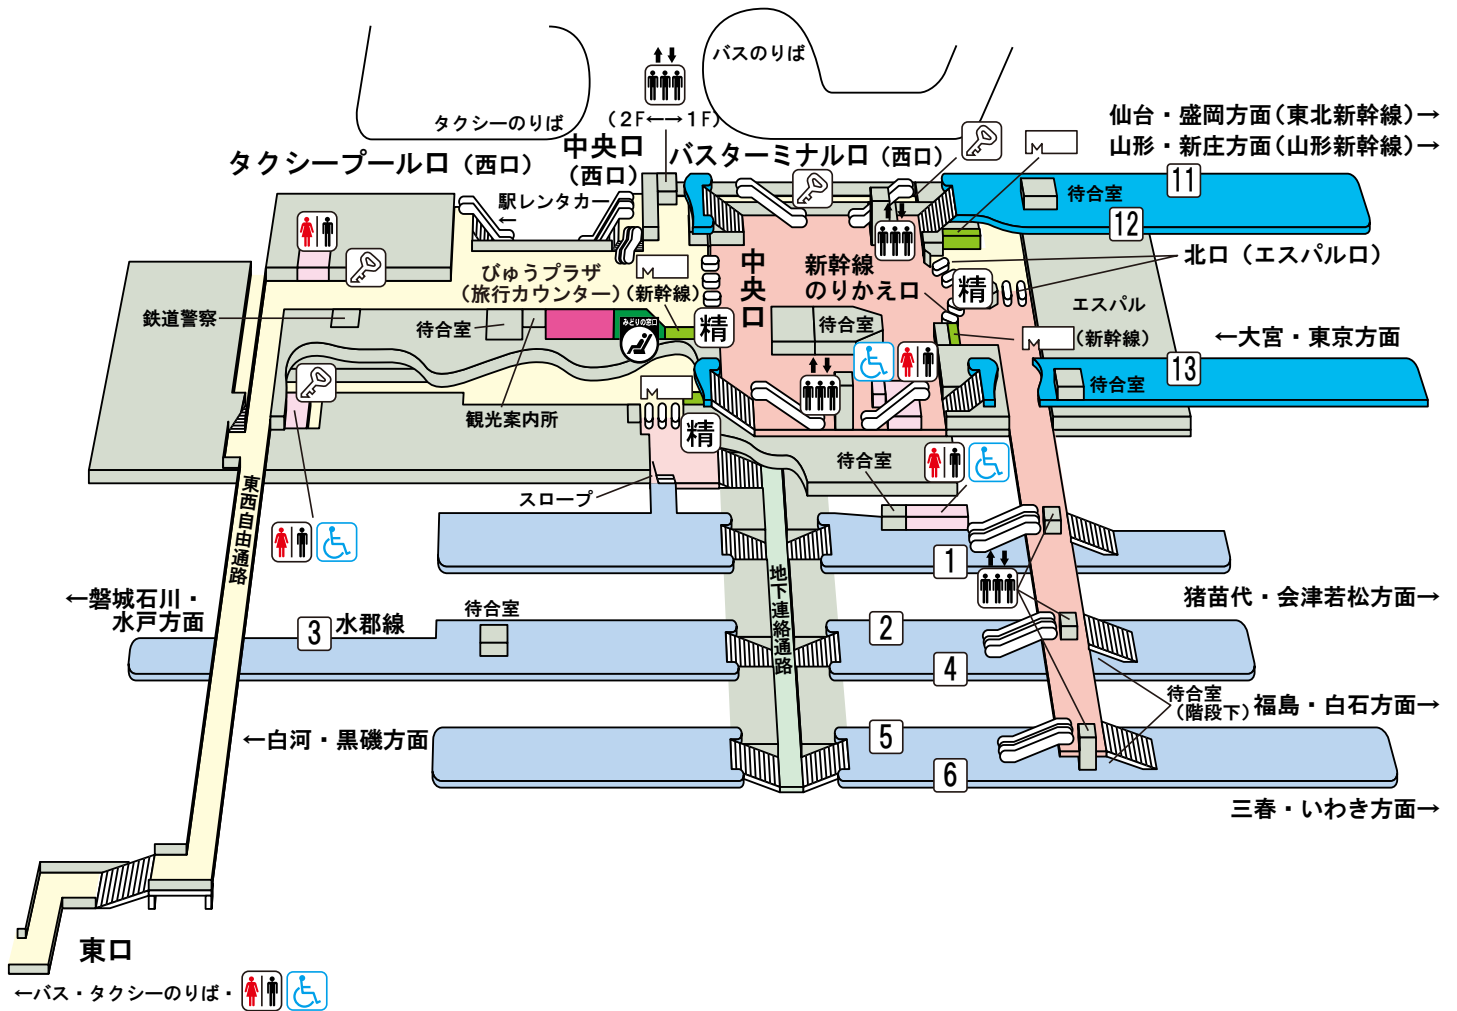 バスのりば
タクシーのりば
(2F←→1F)
仙台・盛岡方面(東北新幹線)→
山形・新庄方面(山形新幹線)→
タクシープール口(西口)
中央口
(西口)
バスターミナル口(西口)
駅レンタカー
←
11
待合室
12
M
北口(エスパル口)
びゅうプラザ
(旅行カウンター)
M
(新幹線)
中央口
新幹線
のりかえ口
精
エスパル
鉄道警察
待合室
みどりの窓口
精
待合室
M
(新幹線)
←大宮・東京方面
13
待合室
M
観光案内所
精
待合室
スロープ
東西自由通路
1
地下連絡通路
←磐城石川・
水戸方面
3
水郡線
待合室
2
4
猪苗代・会津若松方面→
待合室
(階段下)
福島・白石方面→
←白河・黒磯方面
5
6
三春・いわき方面→
東口
←バス・タクシーのりば・